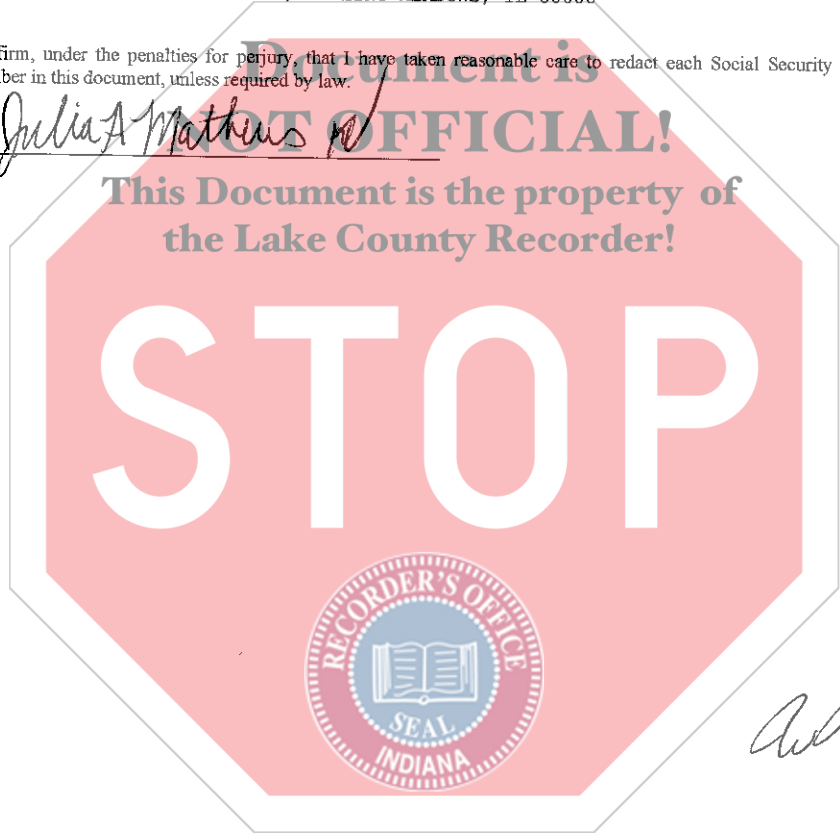 firm, under the penalties for perjury, that I have taken reasonable care to redact each Social Security
ber in this document, unless required by law.
Julia A Mathews
Document is
NOT OFFICIAL!
This Document is the property of
the Lake County Recorder!
STOP
RECORDER'S OFFICE
SEAL
INDIANA